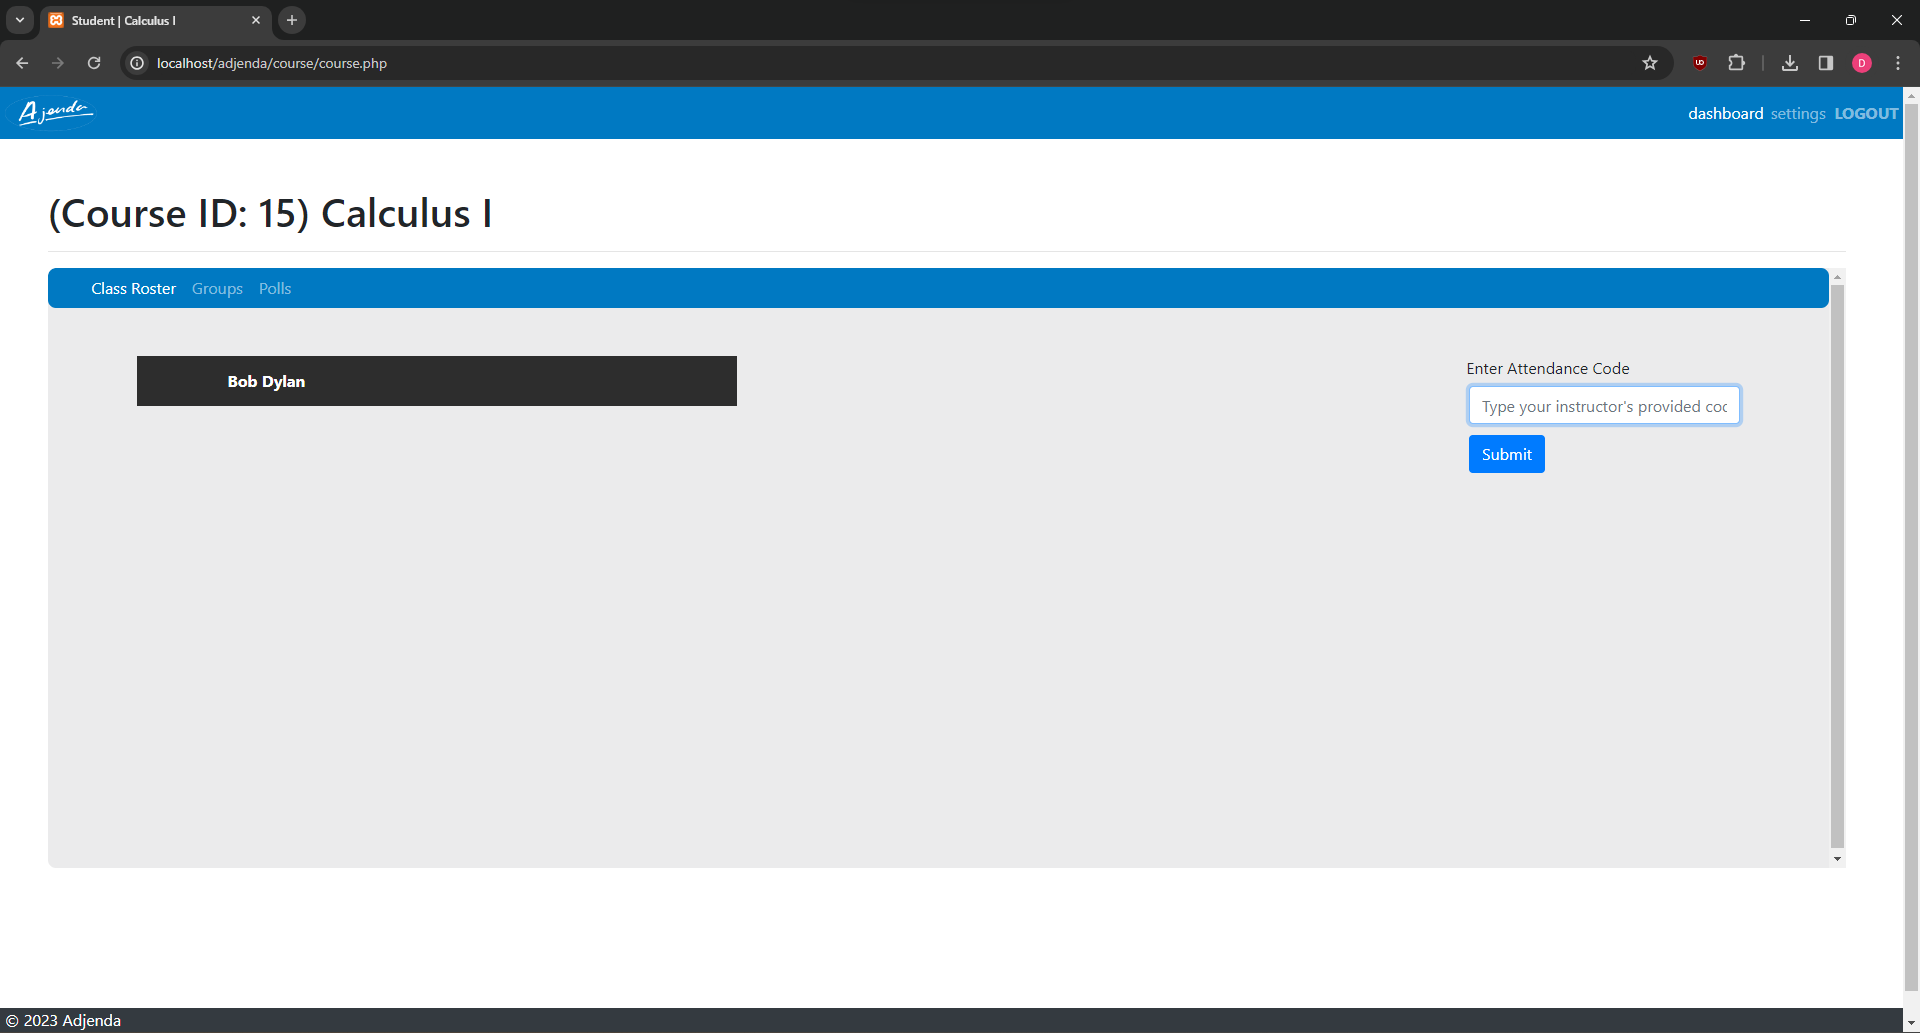 Student | Calculus I
localhost/adjenda/course/course.php
D
Ajenda
dashboard settings LOGOUT
(Course ID: 15) Calculus I
Class Roster Groups Polls
Bob Dylan
Enter Attendance Code
Type your instructor's provided coc
Submit
© 2023 Adjenda